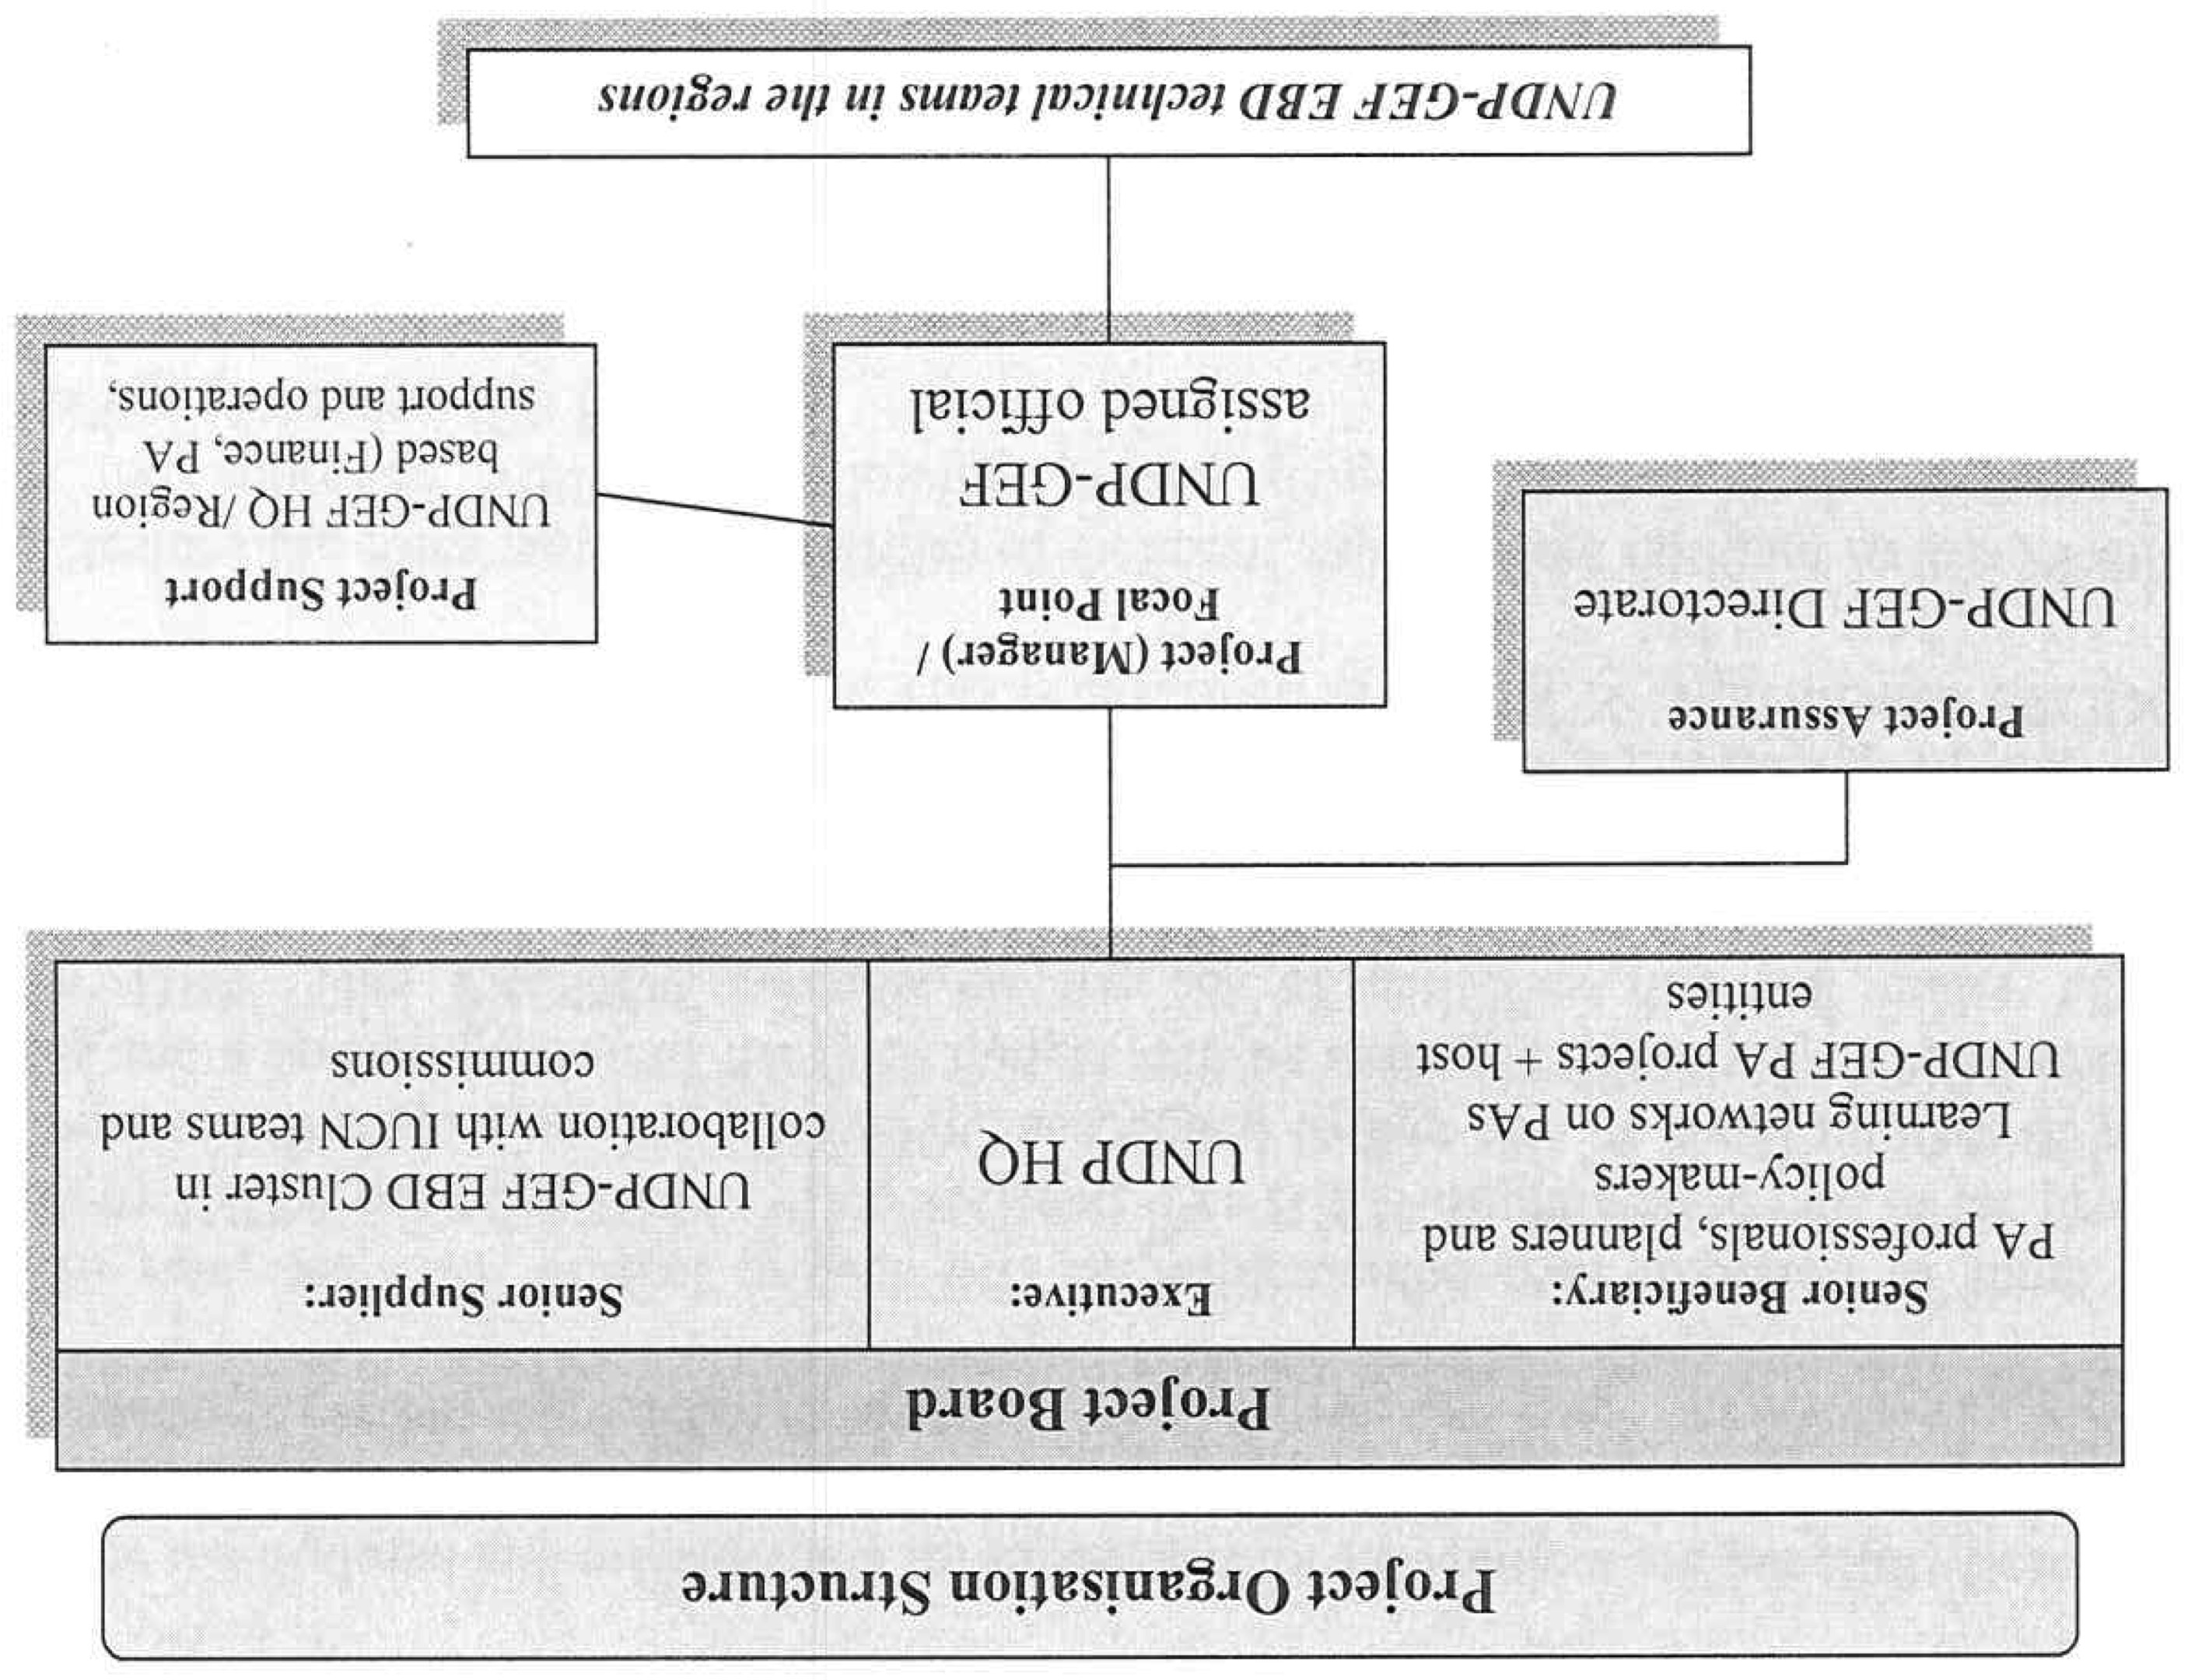 Project Organisation Structure
Project Board
Senior Beneficiary:
PA professionals, planners and
policy-makers
Learning networks on PAs
UNDP-GEF PA projects + host
entities
Executive:
UNDP HQ
Senior Supplier:
UNDP-GEF EBD Cluster in
collaboration with IUCN teams and
commissions
Project Assurance
UNDP-GEF Directorate
Project (Manager) /
Focal Point
UNDP-GEF
assigned official
Project Support
UNDP-GEF HQ /Region
based (Finance, PA
support and operations,
UNDP-GEF EBD technical teams in the regions